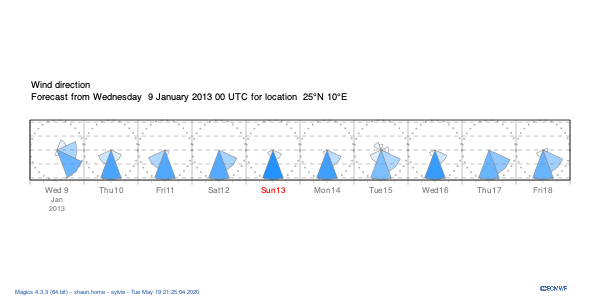 Wind direction
Forecast from Wednesday 9 January 2013 00 UTC for location 25°N 10°E
Wed 9 Thu10 Fri11 Sat12 Sun13 Mon14 Tue15 Wed16 Thu17 Fri18
Jan
2013
Magics 4.3.3 (64 bit) - shaun.home - sylvie - Tue May 19 21:25:04 2020
©ECMWF